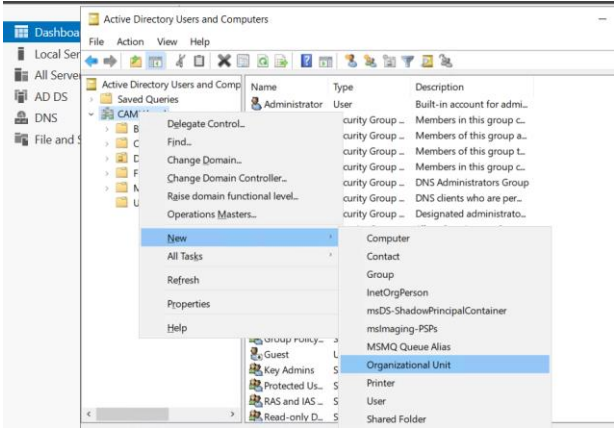 Active Directory Users and Computers
File Action View Help
Dashboa
Local Ser
All Server
AD DS
DNS
File and S
Active Directory Users and Comp
Saved Queries
CAM
B
C
D
F
M
U
Name Type Description
Administrator User Built-in account for admi...
curity Group ... Members in this group c...
curity Group ... Members of this group a...
curity Group ... Members of this group t...
curity Group ... Members in this group c...
curity Group ... DNS Administrators Group
curity Group ... DNS clients who are per...
curity Group ... Designated administrato...
Delegate Control...
Find...
Change Domain...
Change Domain Controller...
Raise domain functional level...
Operations Masters...
New
All Tasks
Refresh
Properties
Help
Computer
Contact
Group
InetOrgPerson
msDS-ShadowPrincipalContainer
msImaging-PSPs
MSMQ Queue Alias
Organizational Unit
Printer
User
Shared Folder
Group Policy... S
Guest U
Key Admins S
Protected Us... S
RAS and IAS ... S
Read-only D... S